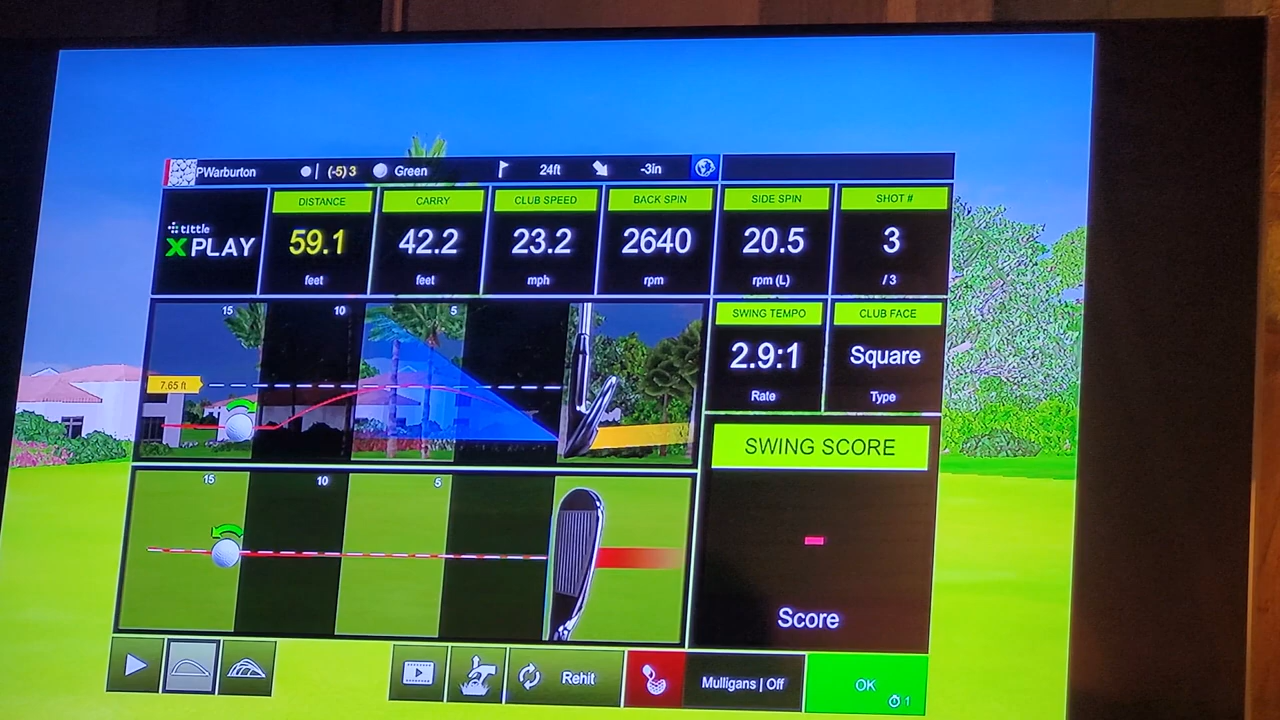 PWarburton (-5) 3 Green 24ft -3in
tittle
X PLAY
DISTANCE
59.1
feet
CARRY
42.2
feet
CLUB SPEED
23.2
mph
BACK SPIN
2640
rpm
SIDE SPIN
20.5
rpm (L)
SHOT #
3
/ 3
15 10 5
7.65 ft
SWING TEMPO
2.9:1
Rate
CLUB FACE
Square
Type
15 10 5
SWING SCORE
-
Score
Rehit
Mulligans | Off
OK
1